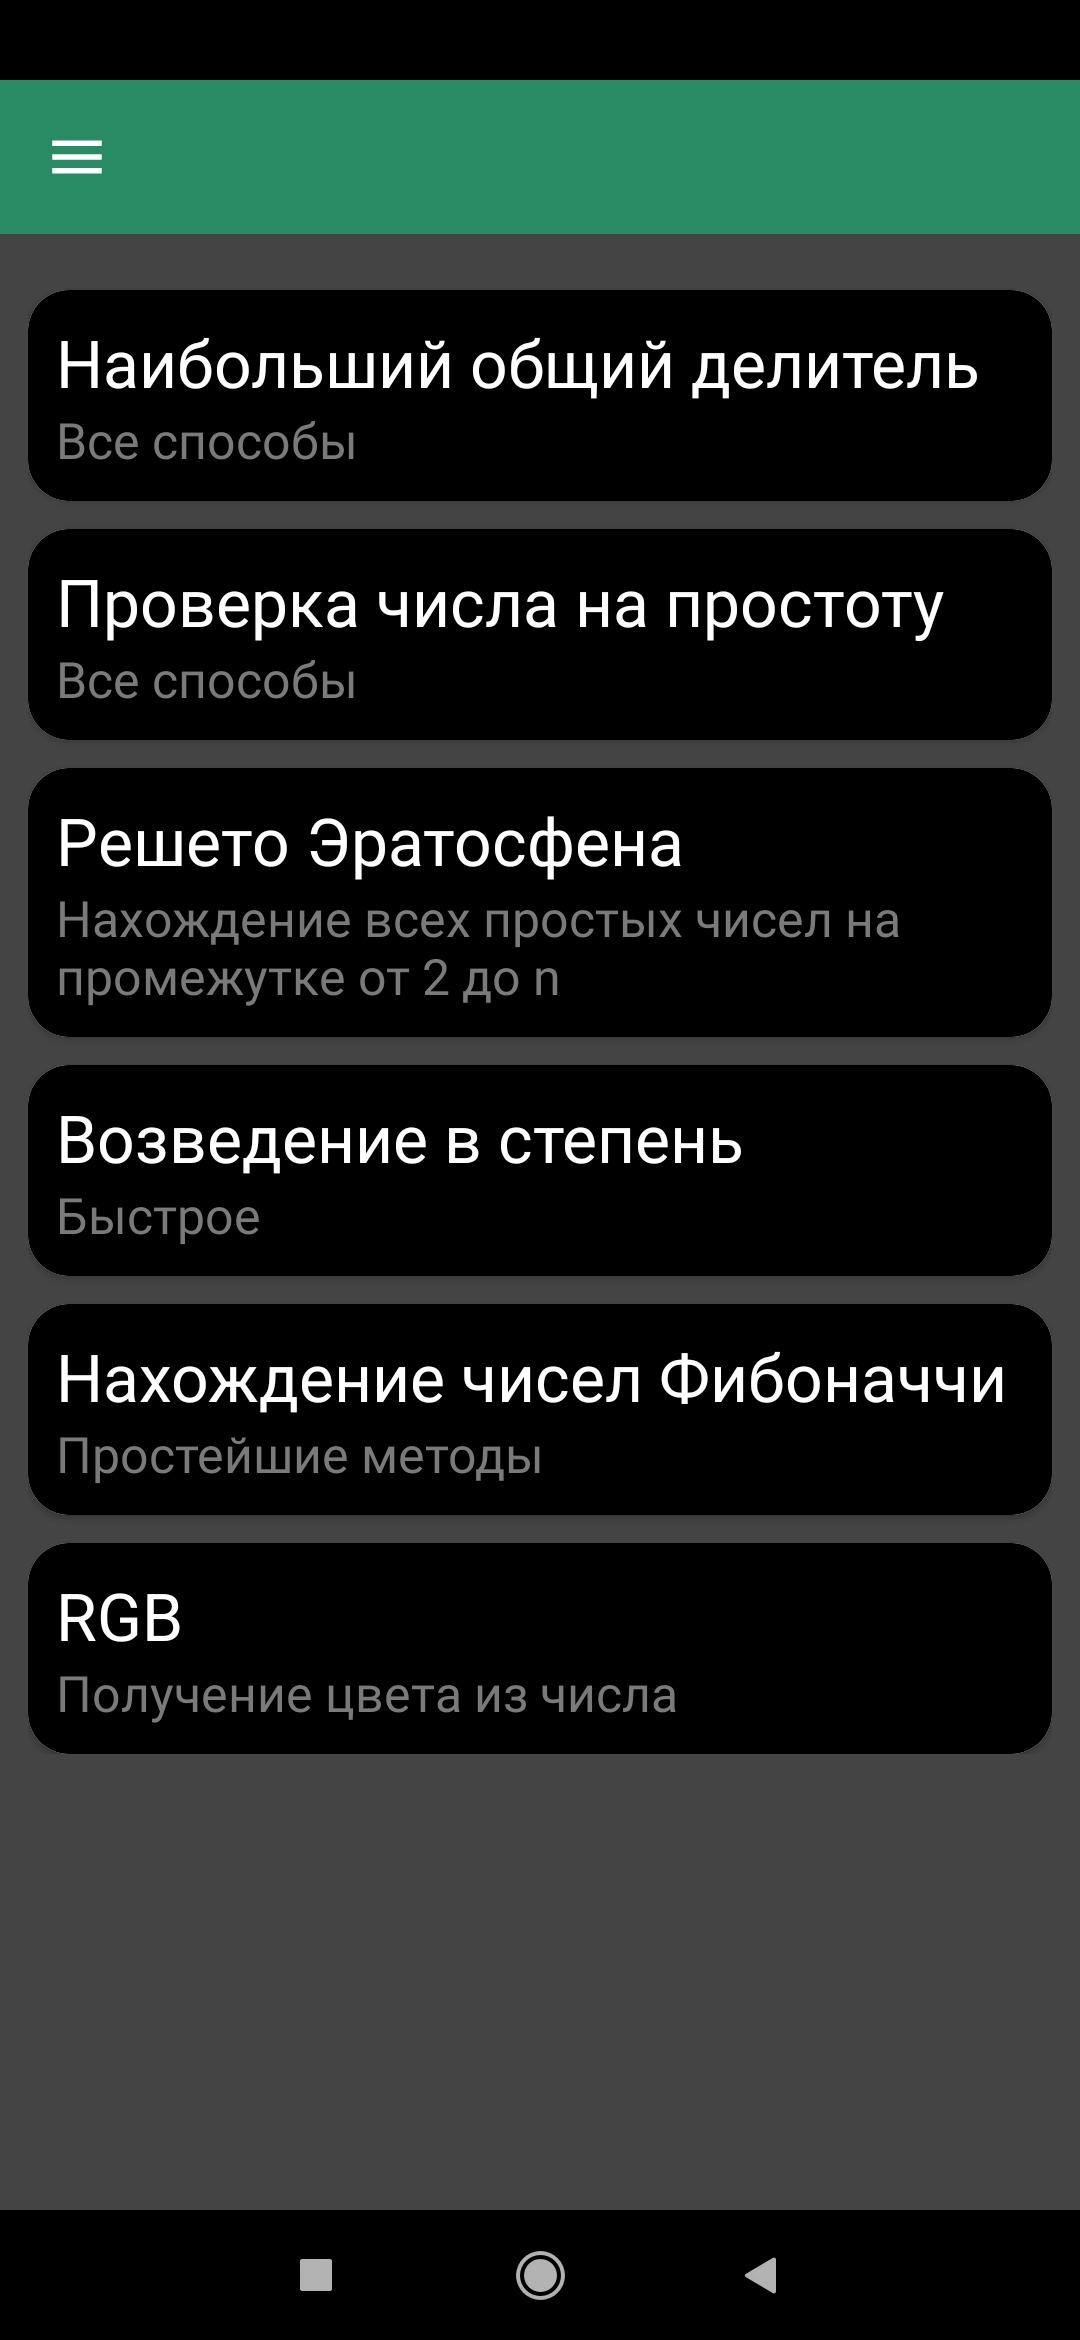 Наибольший общий делитель
Все способы
Проверка числа на простоту
Все способы
Решето Эратосфена
Нахождение всех простых чисел на
промежутке от 2 до n
Возведение в степень
Быстрое
Нахождение чисел Фибоначчи
Простейшие методы
RGB
Получение цвета из числа